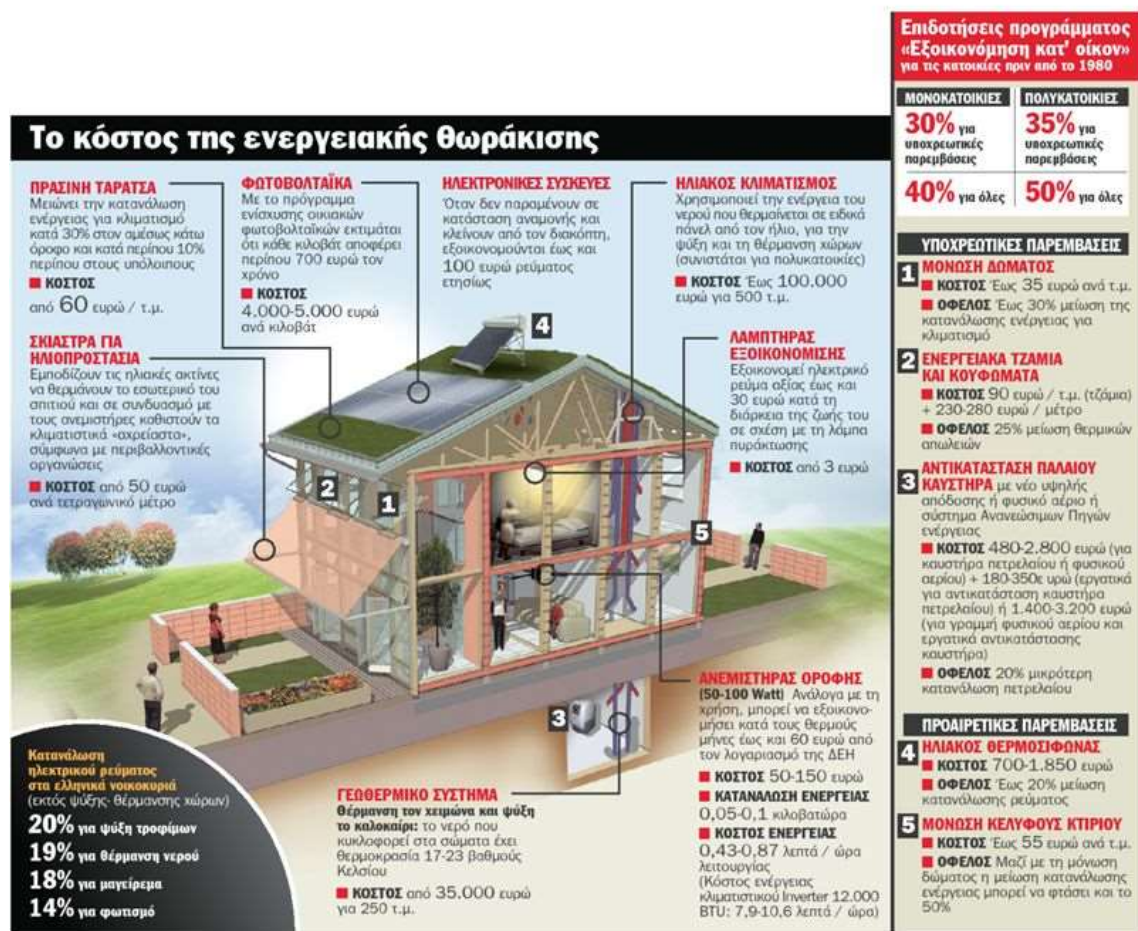 Το κόστος της ενεργειακής θωράκισης
ΠΡΑΣΙΝΗ ΤΑΡΑΤΣΑ
Μειώνει την κατανάλωση
ενέργειας για κλιματισμό
κατά 30% στον αμέσως κάτω
όροφο και κατά περίπου 10%
περίπου στους υπόλοιπους
ΚΟΣΤΟΣ
από 60 ευρώ / τ.μ.
ΦΩΤΟΒΟΛΤΑΪΚΑ
Με το πρόγραμμα
ενίσχυσης οικιακών
φωτοβολταϊκών εκτιμάται
ότι κάθε κιλοβάτ αποφέρει
περίπου 700 ευρώ τον
χρόνο
ΚΟΣΤΟΣ
4.000-5.000 ευρώ
ανά κιλοβάτ
ΗΛΕΚΤΡΟΝΙΚΕΣ ΣΥΣΚΕΥΕΣ
Όταν δεν παραμένουν σε
κατάσταση αναμονής και
κλείνουν από τον διακόπτη,
εξοικονομούνται έως και
100 ευρώ ρεύματος
ετησίως
ΗΛΙΑΚΟΣ ΚΛΙΜΑΤΙΣΜΟΣ
Χρησιμοποιεί την ενέργεια του
νερού που θερμαίνεται σε ειδικά
πάνελ από τον ήλιο, για την
ψύξη και τη θέρμανση χώρων
(συνιστάται για πολυκατοικίες)
ΚΟΣΤΟΣ Έως 100.000
ευρώ για 500 τ.μ.
ΣΚΙΑΣΤΡΑ ΓΙΑ
ΗΛΙΟΠΡΟΣΤΑΣΙΑ
Εμποδίζουν τις ηλιακές ακτίνες
να θερμάνουν το εσωτερικό του
σπιτιού και σε συνδυασμό με
τους ανεμιστήρες καθιστούν τα
κλιματιστικά «αχρείαστα»,
σύμφωνα με περιβαλλοντικές
οργανώσεις
ΚΟΣΤΟΣ από 50 ευρώ
ανά τετραγωνικό μέτρο
ΛΑΜΠΤΗΡΑΣ
ΕΞΟΙΚΟΝΟΜΙΣΗΣ
Εξοικονομεί ηλεκτρικό
ρεύμα αξίας έως και
30 ευρώ κατά τη
διάρκεια της ζωής του
σε σχέση με τη λάμπα
πυράκτωσης
ΚΟΣΤΟΣ από 3 ευρώ
4
2
1
5
3
ΑΝΕΜΙΣΤΗΡΑΣ ΟΡΟΦΗΣ
(50-100 Watt) Ανάλογα με τη
χρήση, μπορεί να εξοικονο-
μήσει κατά τους θερμούς
μήνες έως και 60 ευρώ από
τον λογαριασμό της ΔΕΗ
ΚΟΣΤΟΣ 50-150 ευρώ
ΚΑΤΑΝΑΛΩΣΗ ΕΝΕΡΓΕΙΑΣ
0,05-0,1 κιλοβατώρα
ΚΟΣΤΟΣ ΕΝΕΡΓΕΙΑΣ
0,43-0,87 λεπτά / ώρα
λειτουργίας
(Κόστος ενέργειας
κλιματιστικού Inverter 12.000
BTU: 7,9-10,6 λεπτά / ώρα)
ΓΕΩΘΕΡΜΙΚΟ ΣΥΣΤΗΜΑ
Θέρμανση τον χειμώνα και ψύξη
το καλοκαίρι: το νερό που
κυκλοφορεί στα σώματα έχει
θερμοκρασία 17-23 βαθμούς
Κελσίου
ΚΟΣΤΟΣ από 35.000 ευρώ
για 250 τ.μ.
Κατανάλωση
ηλεκτρικού ρεύματος
στα ελληνικά νοικοκυριά
(εκτός ψύξης- θέρμανσης χώρων)
20% για ψύξη τροφίμων
19% για θέρμανση νερού
18% για μαγείρεμα
14% για φωτισμό
Επιδοτήσεις προγράμματος
«Εξοικονόμηση κατ' οίκον»
για τις κατοικίες πριν από το 1980
ΜΟΝΟΚΑΤΟΙΚΙΕΣ
30% για
υποχρεωτικές
παρεμβάσεις
40% για όλες
ΠΟΛΥΚΑΤΟΙΚΙΕΣ
35% για
υποχρεωτικές
παρεμβάσεις
50% για όλες
ΥΠΟΧΡΕΩΤΙΚΕΣ ΠΑΡΕΜΒΑΣΕΙΣ
1 ΜΟΝΩΣΗ ΔΩΜΑΤΟΣ
ΚΟΣΤΟΣ Έως 35 ευρώ ανά τ.μ.
ΟΦΕΛΟΣ Έως 30% μείωση της
κατανάλωσης ενέργειας για
κλιματισμό
2 ΕΝΕΡΓΕΙΑΚΑ ΤΖΑΜΙΑ
ΚΑΙ ΚΟΥΦΩΜΑΤΑ
ΚΟΣΤΟΣ 90 ευρώ / τ.μ. (τζάμια)
+ 230-280 ευρώ / μέτρο
ΟΦΕΛΟΣ 25% μείωση θερμικών
απωλειών
3 ΑΝΤΙΚΑΤΑΣΤΑΣΗ ΠΑΛΑΙΟΥ
ΚΑΥΣΤΗΡΑ με νέο υψηλής
απόδοσης ή φυσικό αέριο ή
σύστημα Ανανεώσιμων Πηγών
ενέργειας
ΚΟΣΤΟΣ 480-2.800 ευρώ (για
καυστήρα πετρελαίου ή φυσικού
αερίου) + 180-350ε υρώ (εργατικά
για αντικατάσταση καυστήρα
πετρελαίου) ή 1.400-3.200 ευρώ
(για γραμμή φυσικού αερίου και
εργατικά αντικατάστασης
καυστήρα)
ΟΦΕΛΟΣ 20% μικρότερη
κατανάλωση πετρελαίου
ΠΡΟΑΙΡΕΤΙΚΕΣ ΠΑΡΕΜΒΑΣΕΙΣ
4 ΗΛΙΑΚΟΣ ΘΕΡΜΟΣΙΦΩΝΑΣ
ΚΟΣΤΟΣ 700-1.850 ευρώ
ΟΦΕΛΟΣ Έως 20% μείωση
κατανάλωσης ρεύματος
5 ΜΟΝΩΣΗ ΚΕΛΥΦΟΥΣ ΚΤΙΡΙΟΥ
ΚΟΣΤΟΣ Έως 55 ευρώ ανά τ.μ.
ΟΦΕΛΟΣ Μαζί με τη μόνωση
δώματος η μείωση κατανάλωσης
ενέργειας μπορεί να φτάσει και το
50%